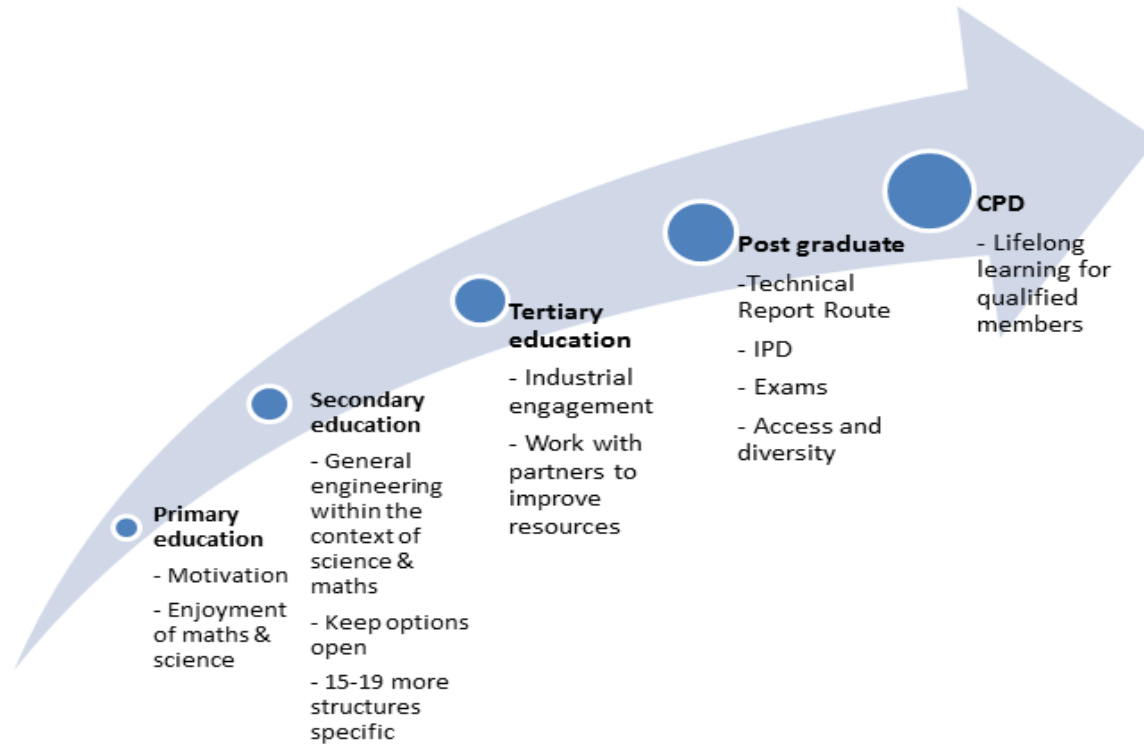 Primary
education
- Motivation
- Enjoyment
of maths &
science
Secondary
education
- General
engineering
within the
context of
science &
maths
- Keep options
open
- 15-19 more
structures
specific
Tertiary
education
- Industrial
engagement
- Work with
partners to
improve
resources
Post graduate
-Technical
Report Route
- IPD
- Exams
- Access and
diversity
CPD
- Lifelong
learning for
qualified
members